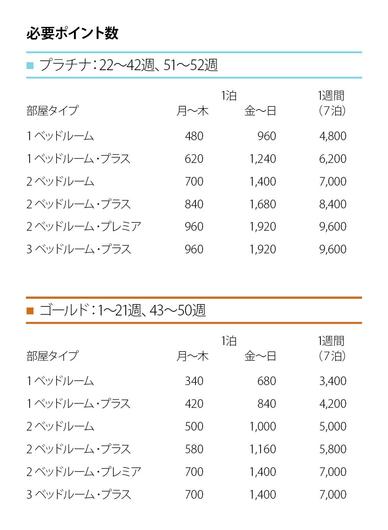 必要ポイント数
■ プラチナ：22〜42週、51〜52週
1泊 1週間
部屋タイプ 月〜木 金〜日 （7泊）
1 ベッドルーム 480 960 4,800
1 ベッドルーム・プラス 620 1,240 6,200
2 ベッドルーム 700 1,400 7,000
2 ベッドルーム・プラス 840 1,680 8,400
2 ベッドルーム・プレミア 960 1,920 9,600
3 ベッドルーム・プラス 960 1,920 9,600
■ ゴールド：1〜21週、43〜50週
1泊 1週間
部屋タイプ 月〜木 金〜日 （7泊）
1 ベッドルーム 340 680 3,400
1 ベッドルーム・プラス 420 840 4,200
2 ベッドルーム 500 1,000 5,000
2 ベッドルーム・プラス 580 1,160 5,800
2 ベッドルーム・プレミア 700 1,400 7,000
3 ベッドルーム・プラス 700 1,400 7,000